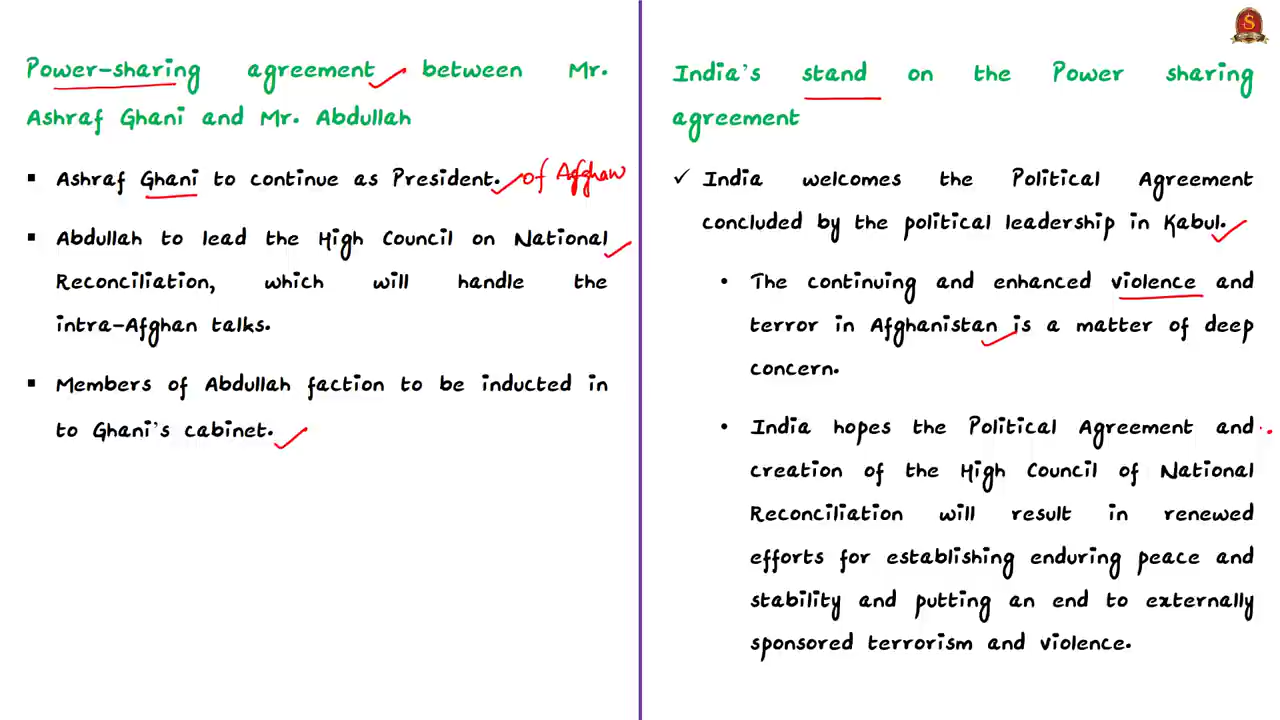 Power-sharing agreement between Mr.
Ashraf Ghani and Mr. Abdullah
▪ Ashraf Ghani to continue as President. of Afghan
▪ Abdullah to lead the High Council on National
Reconciliation, which will handle the
intra-Afghan talks.
▪ Members of Abdullah faction to be inducted in
to Ghani's cabinet.
India's stand on the Power sharing
agreement
✓ India welcomes the Political Agreement
concluded by the political leadership in Kabul.
• The continuing and enhanced violence and
terror in Afghanistan is a matter of deep
concern.
• India hopes the Political Agreement and
creation of the High Council of National
Reconciliation will result in renewed
efforts for establishing enduring peace and
stability and putting an end to externally
sponsored terrorism and violence.